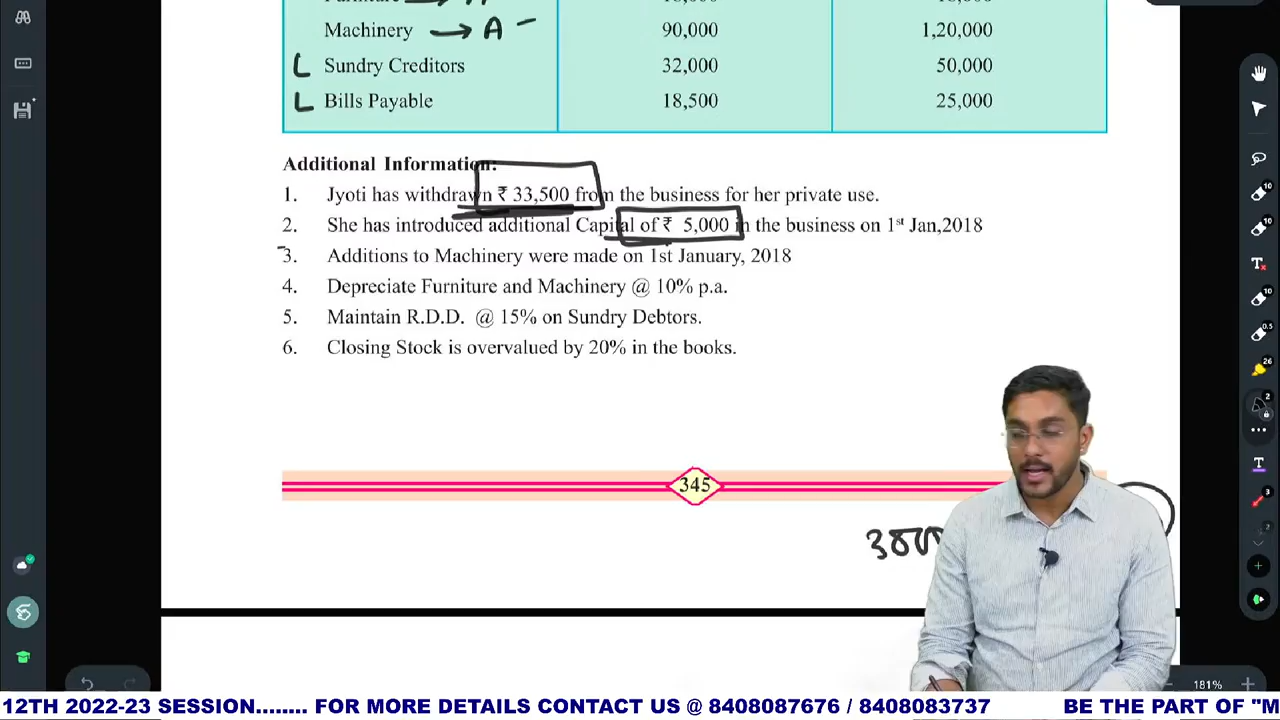 Machinery → A 90,000 1,20,000
L Sundry Creditors 32,000 50,000
L Bills Payable 18,500 25,000
Additional Information:
1. Jyoti has withdrawn ₹ 33,500 from the business for her private use.
2. She has introduced additional Capital of ₹ 5,000 in the business on 1st Jan,2018
3. Additions to Machinery were made on 1st January, 2018
4. Depreciate Furniture and Machinery @ 10% p.a.
5. Maintain R.D.D. @ 15% on Sundry Debtors.
6. Closing Stock is overvalued by 20% in the books.
345
181%
12TH 2022-23 SESSION........ FOR MORE DETAILS CONTACT US @ 8408087676 / 8408083737 BE THE PART OF "M